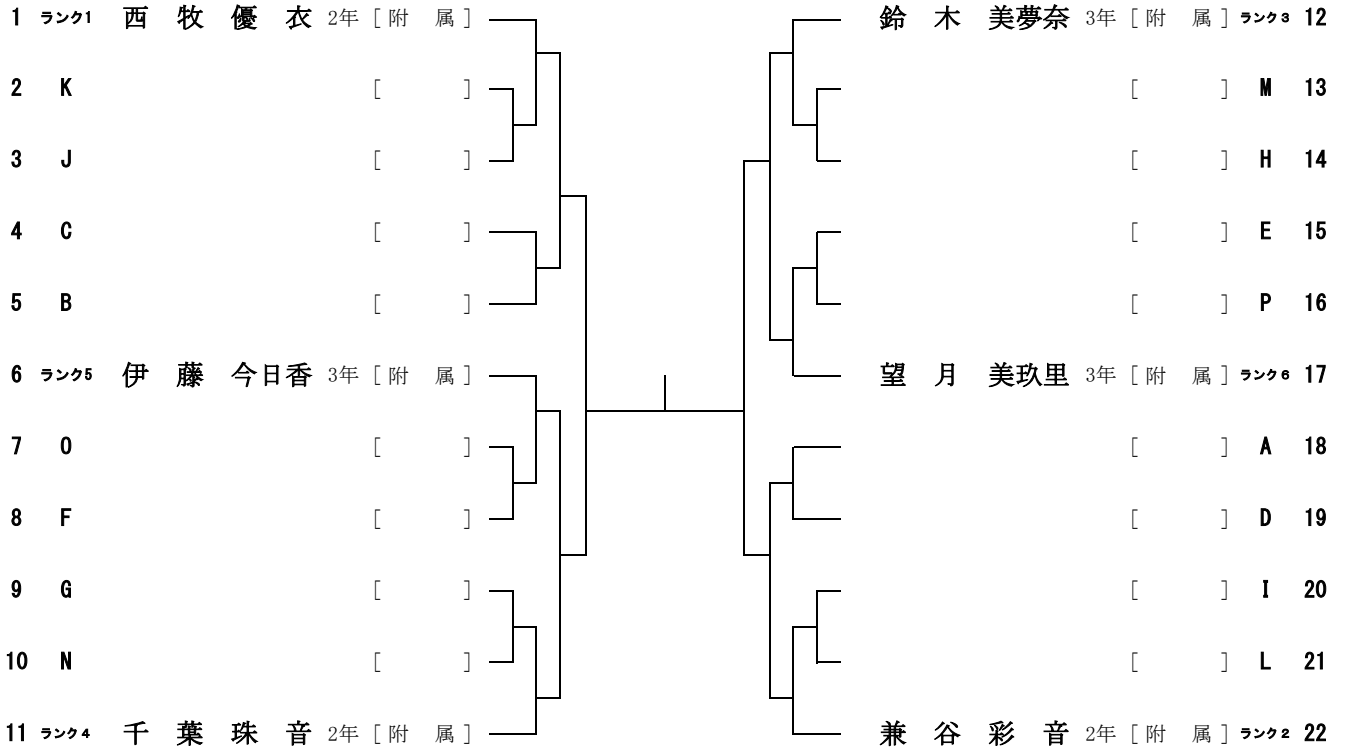 1 ランク1 西 牧 優 衣 2年 [ 附 属 ]
2 K [ ]
3 J [ ]
4 C [ ]
5 B [ ]
6 ランク5 伊 藤 今日香 3年 [ 附 属 ]
7 O [ ]
8 F [ ]
9 G [ ]
10 N [ ]
11 ランク4 千 葉 珠 音 2年 [ 附 属 ]
鈴 木 美夢奈 3年 [ 附 属 ] ランク3 12
[ ] M 13
[ ] H 14
[ ] E 15
[ ] P 16
望 月 美玖里 3年 [ 附 属 ] ランク6 17
[ ] A 18
[ ] D 19
[ ] I 20
[ ] L 21
兼 谷 彩 音 2年 [ 附 属 ] ランク2 22